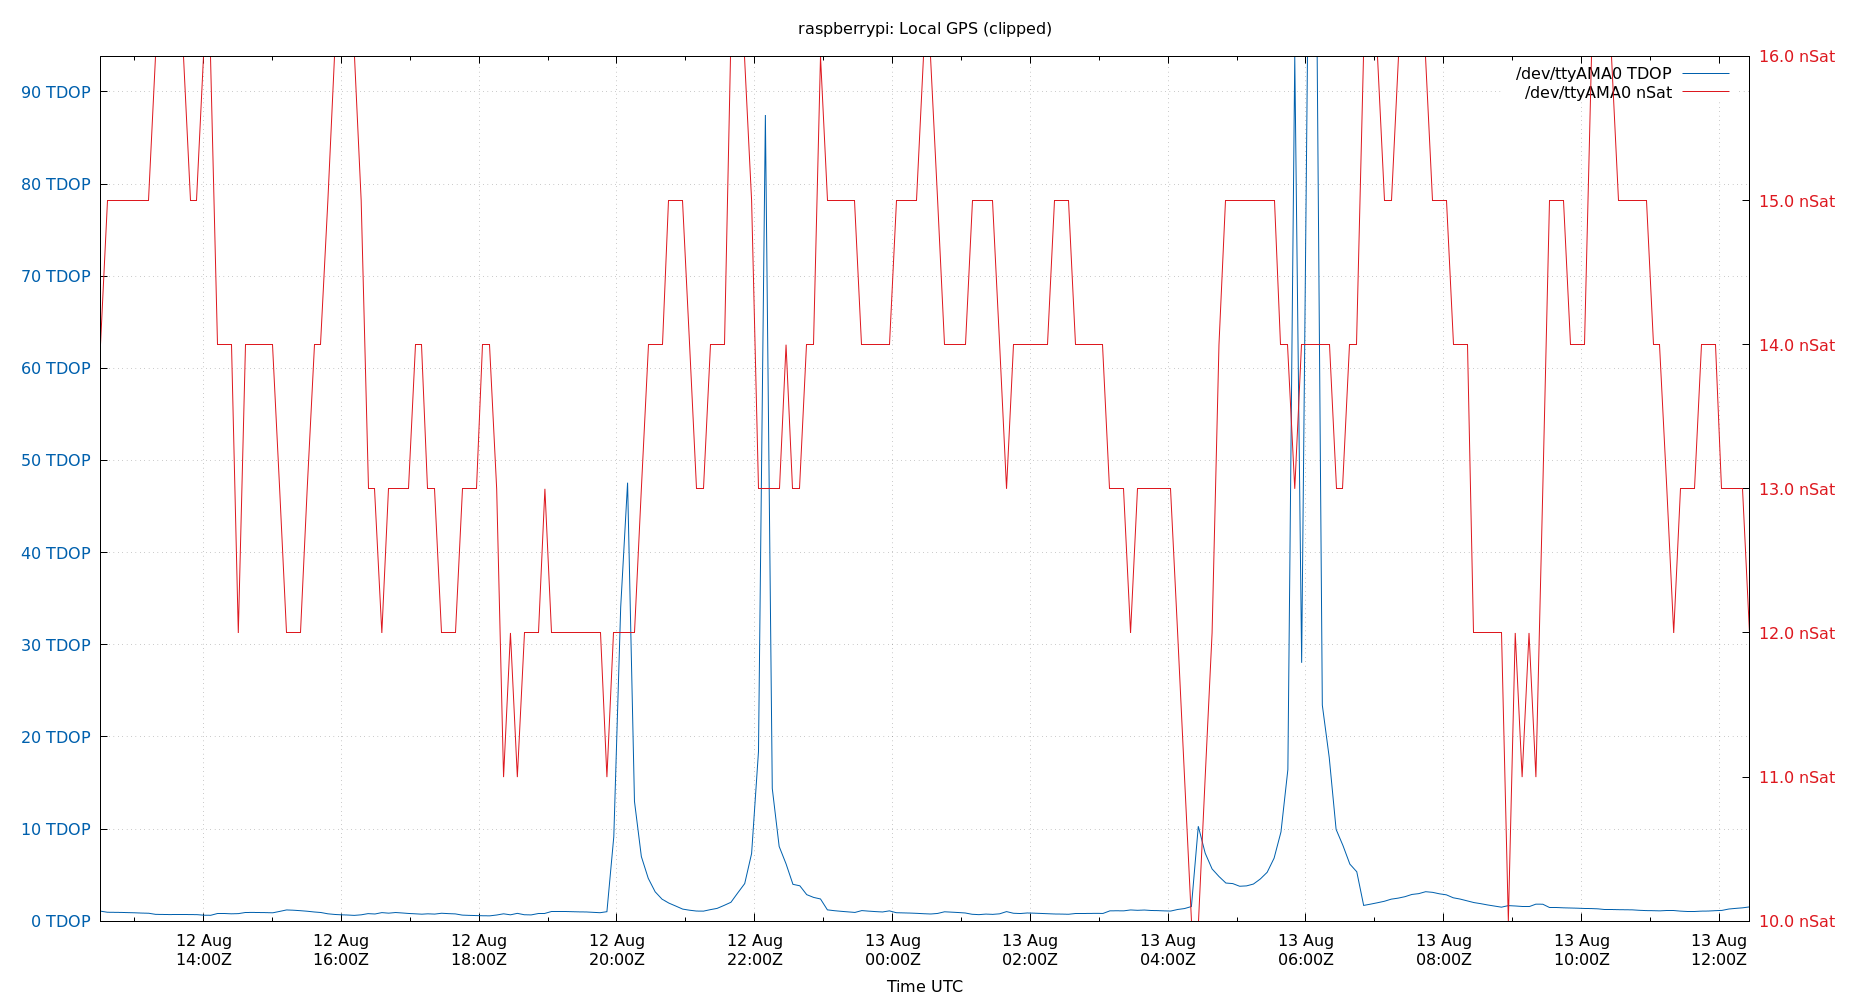 raspberrypi: Local GPS (clipped)
/dev/ttyAMA0 TDOP
/dev/ttyAMA0 nSat
90 TDOP
80 TDOP
70 TDOP
60 TDOP
50 TDOP
40 TDOP
30 TDOP
20 TDOP
10 TDOP
0 TDOP
16.0 nSat
15.0 nSat
14.0 nSat
13.0 nSat
12.0 nSat
11.0 nSat
10.0 nSat
12 Aug
14:00Z
12 Aug
16:00Z
12 Aug
18:00Z
12 Aug
20:00Z
12 Aug
22:00Z
13 Aug
00:00Z
13 Aug
02:00Z
13 Aug
04:00Z
13 Aug
06:00Z
13 Aug
08:00Z
13 Aug
10:00Z
13 Aug
12:00Z
Time UTC